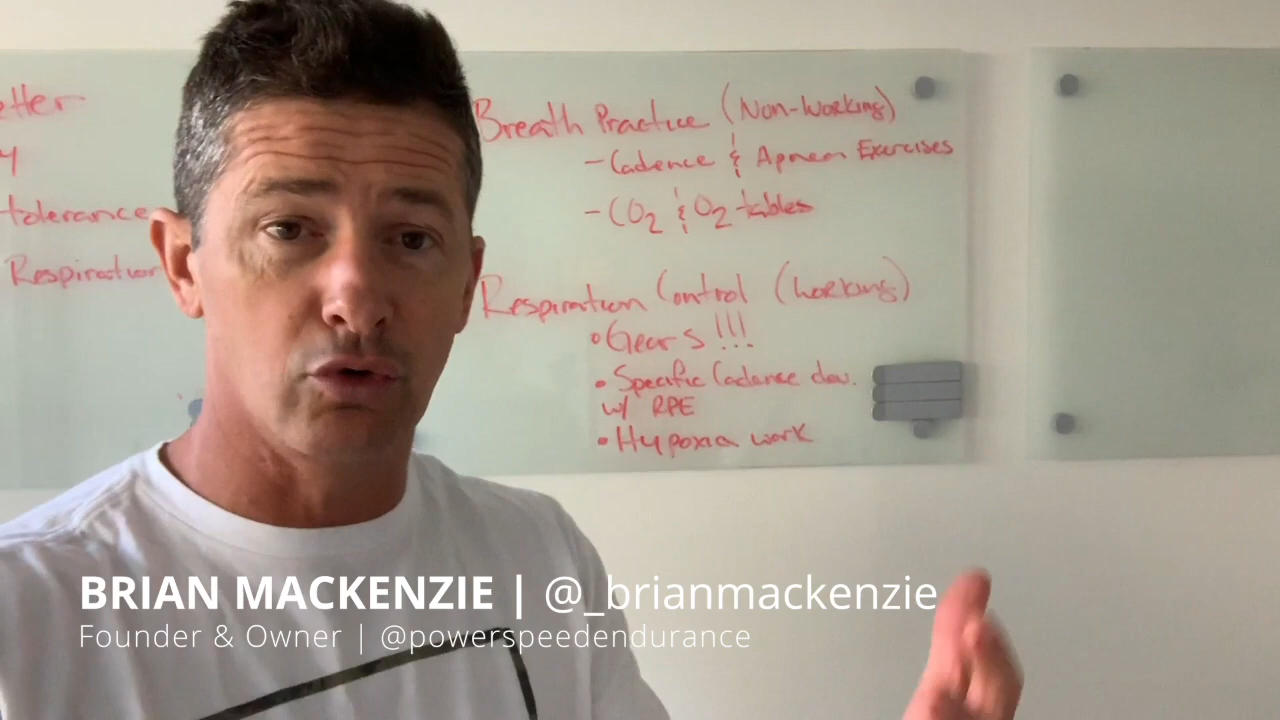 etter
y
tolerance
Respiration
Breath Practice (Non-Working)
- Cadence & Apnea Exercises
- CO2 & O2 tables
Respiration Control (Working)
• Gears!!!
• Specific Cadence dev.
w/ RPE
• Hypoxia work
BRIAN MACKENZIE | @_brianmackenzie
Founder & Owner | @powerspeedendurance